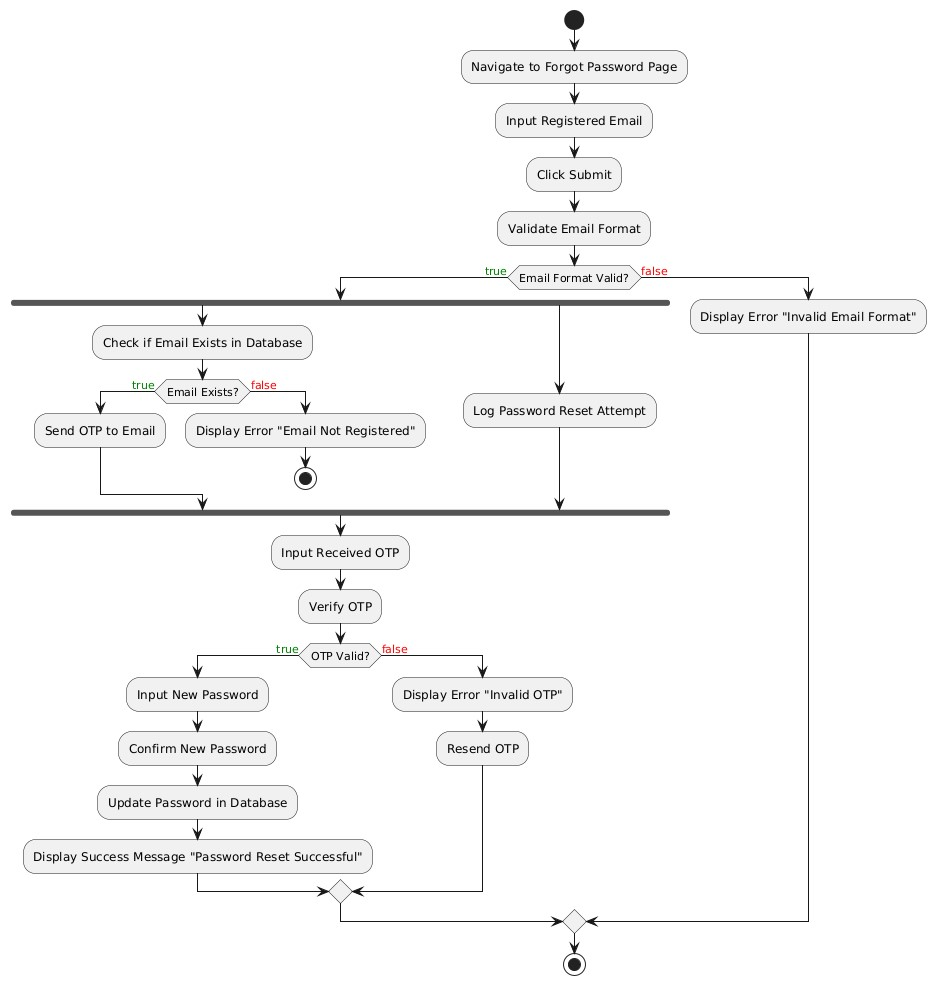 Navigate to Forgot Password Page
Input Registered Email
Click Submit
Validate Email Format
true
Email Format Valid?
false
Display Error "Invalid Email Format"
Check if Email Exists in Database
true
Email Exists?
false
Send OTP to Email
Display Error "Email Not Registered"
Log Password Reset Attempt
Input Received OTP
Verify OTP
true
OTP Valid?
false
Input New Password
Display Error "Invalid OTP"
Confirm New Password
Resend OTP
Update Password in Database
Display Success Message "Password Reset Successful"